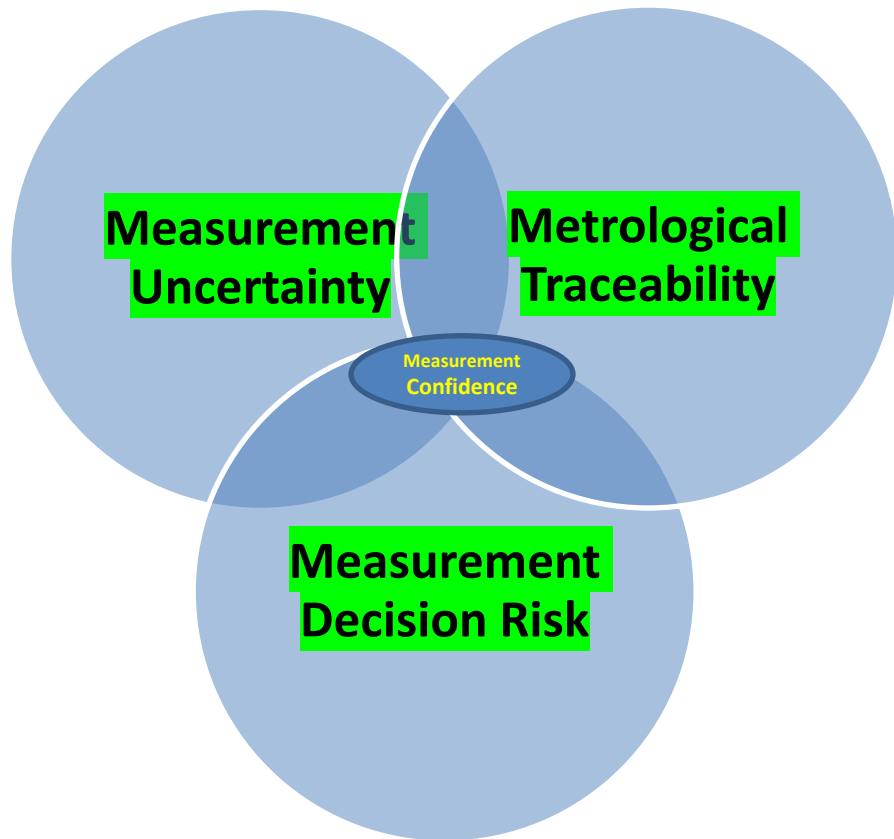 Measurement
Uncertainty
Metrological
Traceability
Measurement
Confidence
Measurement
Decision Risk